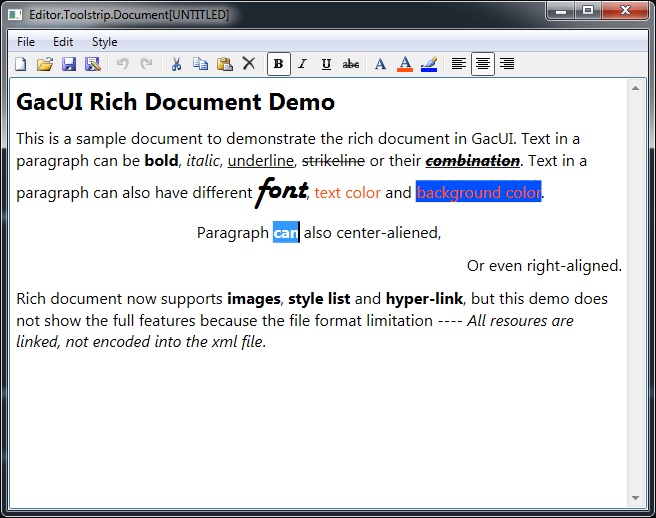 Editor.Toolstrip.Document[UNTITLED]
File Edit Style
B I U abc A A
GacUI Rich Document Demo
This is a sample document to demonstrate the rich document in GacUI. Text in a
paragraph can be bold, italic, underline, strikeline or their combination. Text in a
paragraph can also have different font, text color and background color.
Paragraph can also center-aliened,
Or even right-aligned.
Rich document now supports images, style list and hyper-link, but this demo does
not show the full features because the file format limitation ---- All resoures are
linked, not encoded into the xml file.